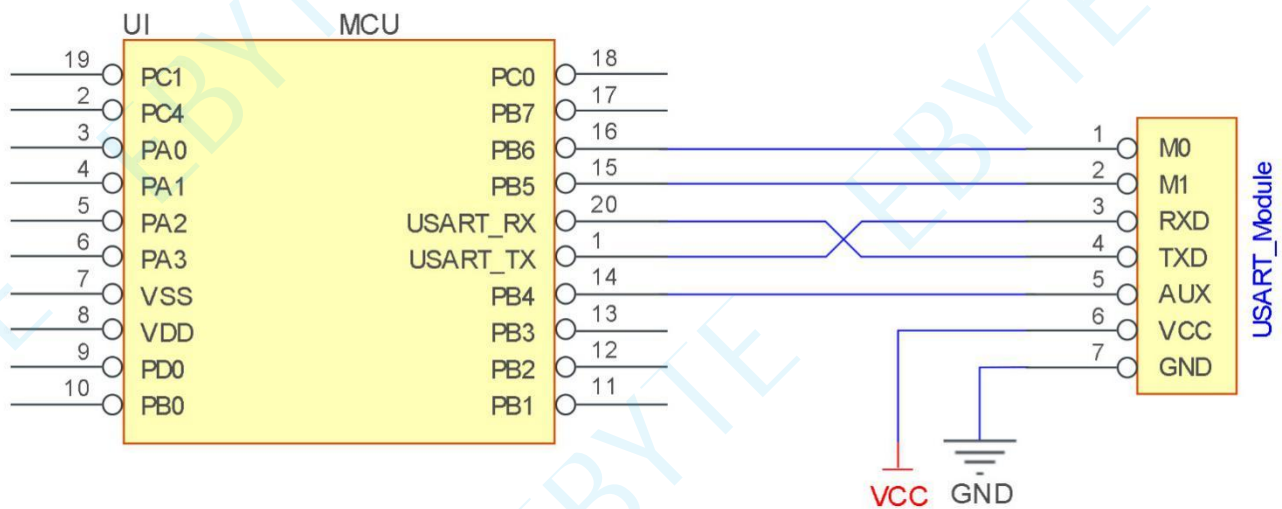 UI MCU
19 PC1 PC0 18
2 PC4 PB7 17
3 PA0 PB6 16 1 M0
4 PA1 PB5 15 2 M1
5 PA2 USART_RX 20 3 RXD
6 PA3 USART_TX 1 4 TXD
7 VSS PB4 14 5 AUX
8 VDD PB3 13 6 VCC
9 PD0 PB2 12 7 GND
10 PB0 PB1 11
USART_Module
VCC GND
EBYTE
EBYTE
EBYTE